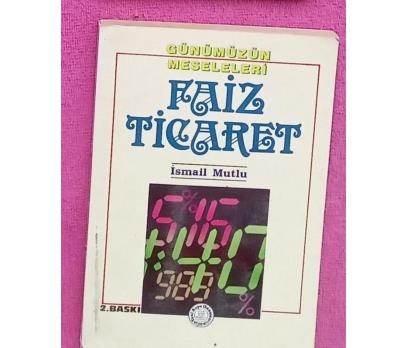 GÜNÜMÜZÜN
MESELELERİ
FAİZ
TİCARET
İsmail Mutlu
2.BASKI